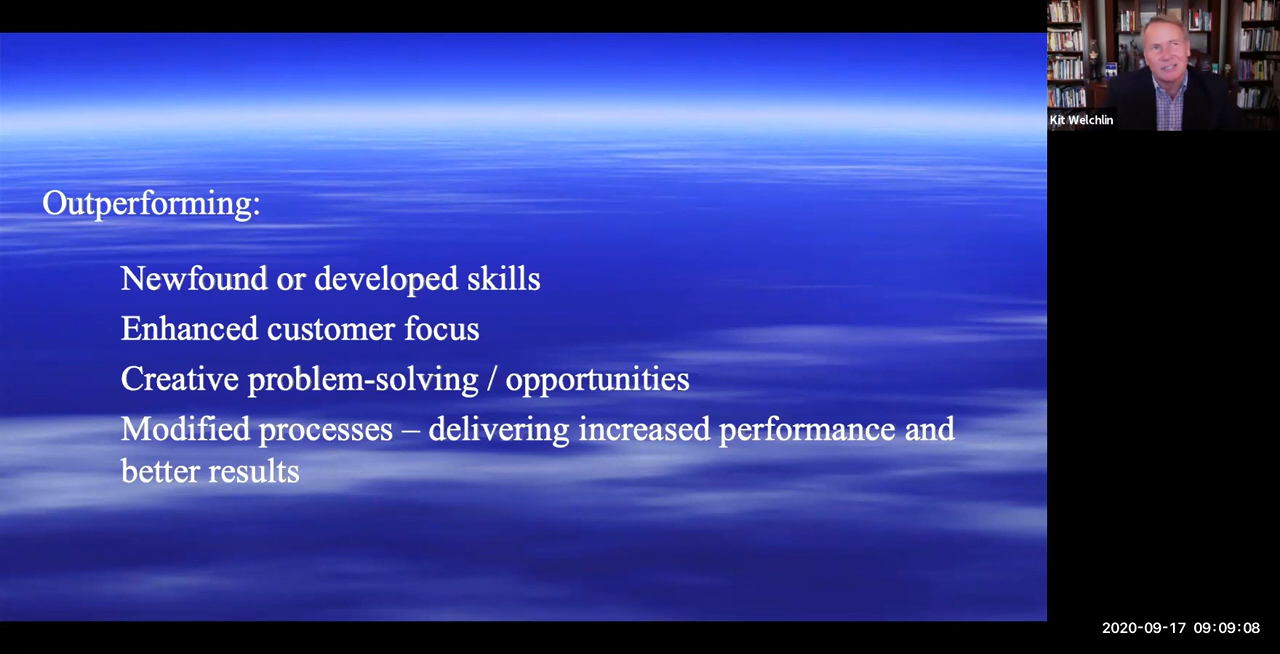 Kit Welchlin
Outperforming:
Newfound or developed skills
Enhanced customer focus
Creative problem-solving / opportunities
Modified processes – delivering increased performance and
better results
2020-09-17 09:09:08